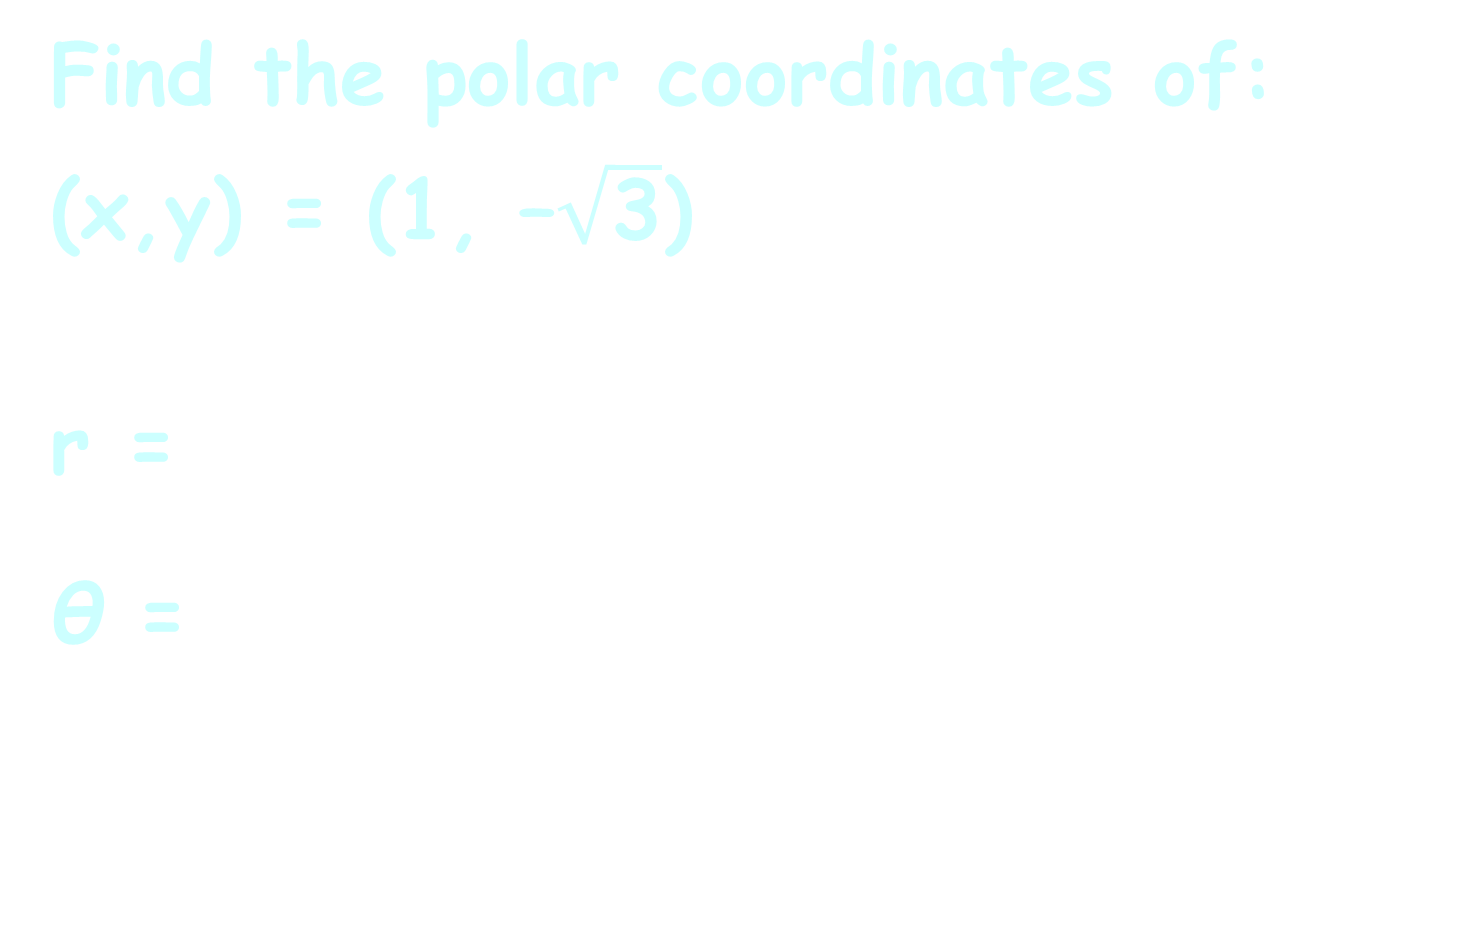 Find the polar coordinates of:
(x,y) = (1, -√3)
r =
θ =